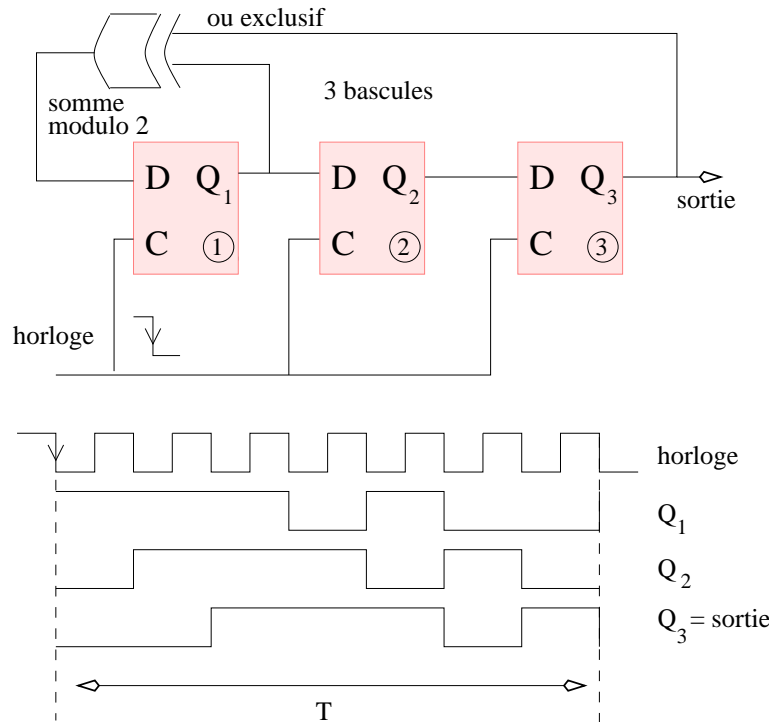 ou exclusif
3 bascules
somme
modulo 2
D Q1 D Q2 D Q3
sortie
C 1 C 2 C 3
horloge
horloge
Q1
Q2
Q3 = sortie
T